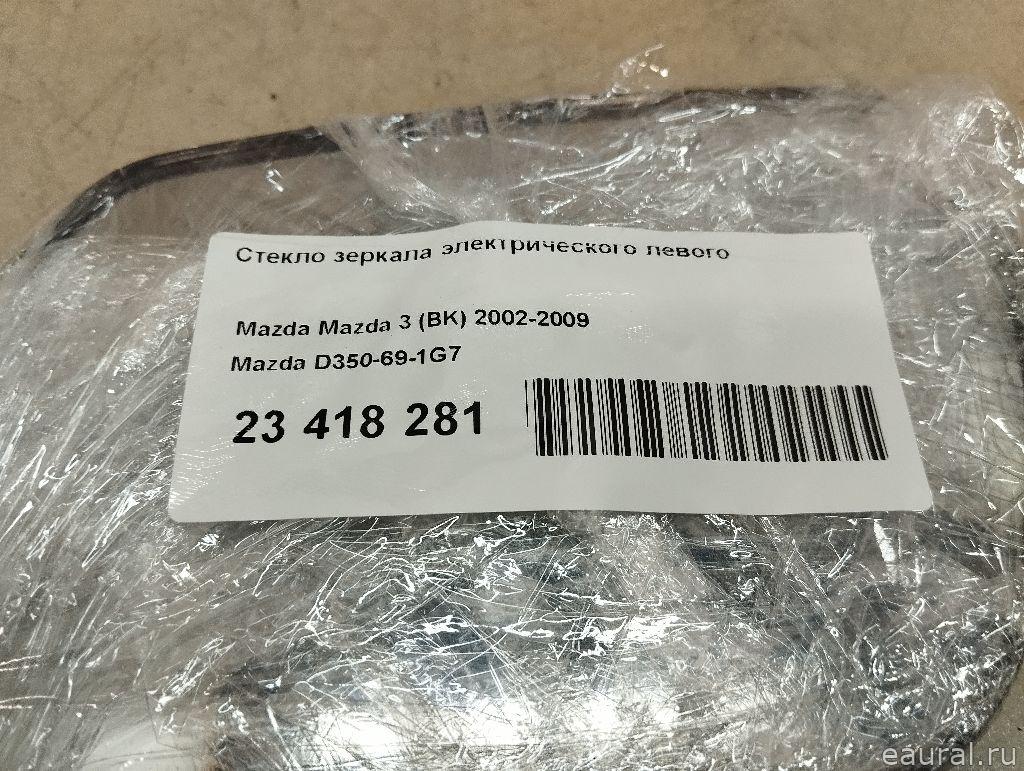 Стекло зеркала электрического левого
Mazda Mazda 3 (BK) 2002-2009
Mazda D350-69-1G7
23 418 281
eaural.ru